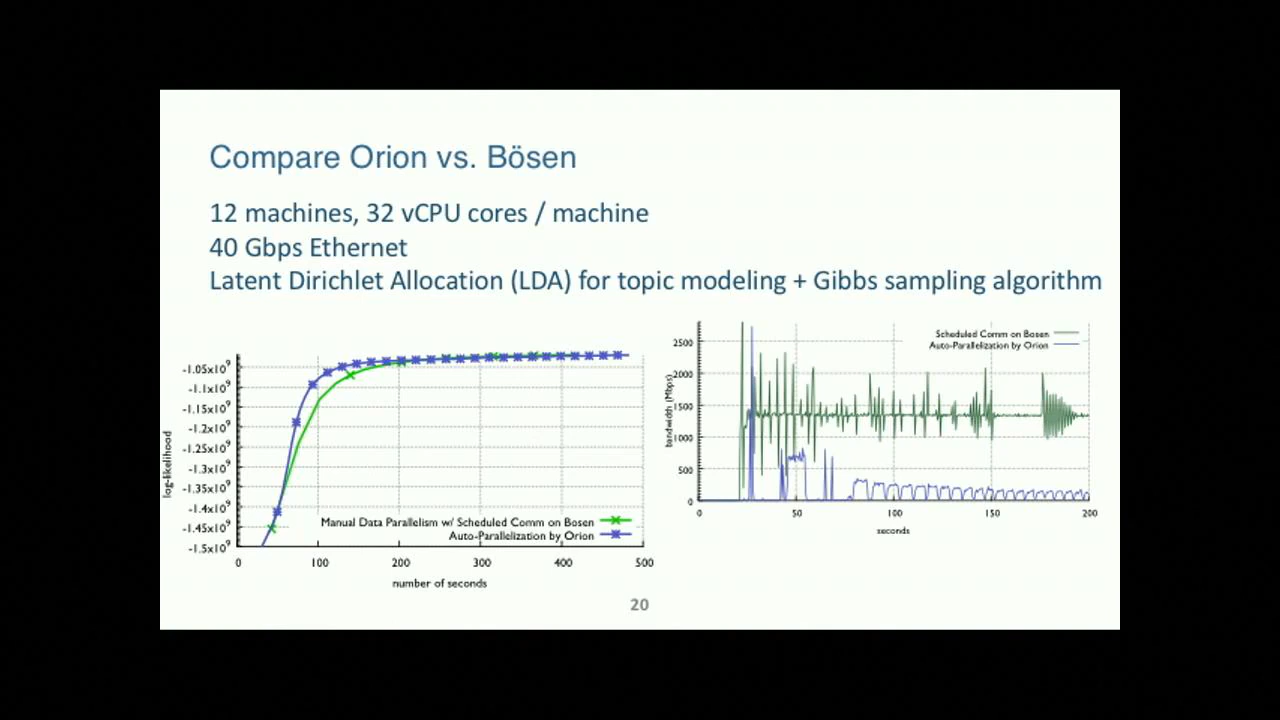 Compare Orion vs. Bösen
12 machines, 32 vCPU cores / machine
40 Gbps Ethernet
Latent Dirichlet Allocation (LDA) for topic modeling + Gibbs sampling algorithm
log-likelihood
-1.05x10⁹
-1.1x10⁹
-1.15x10⁹
-1.2x10⁹
-1.25x10⁹
-1.3x10⁹
-1.35x10⁹
-1.4x10⁹
-1.45x10⁹
-1.5x10⁹
Manual Data Parallelism w/ Scheduled Comm on Bosen
Auto-Parallelization by Orion
0 100 200 300 400 500
number of seconds
bandwidth (Mbps)
2500
2000
1500
1000
500
0
Scheduled Comm on Bosen
Auto-Parallelization by Orion
0 50 100 150 200
seconds
20